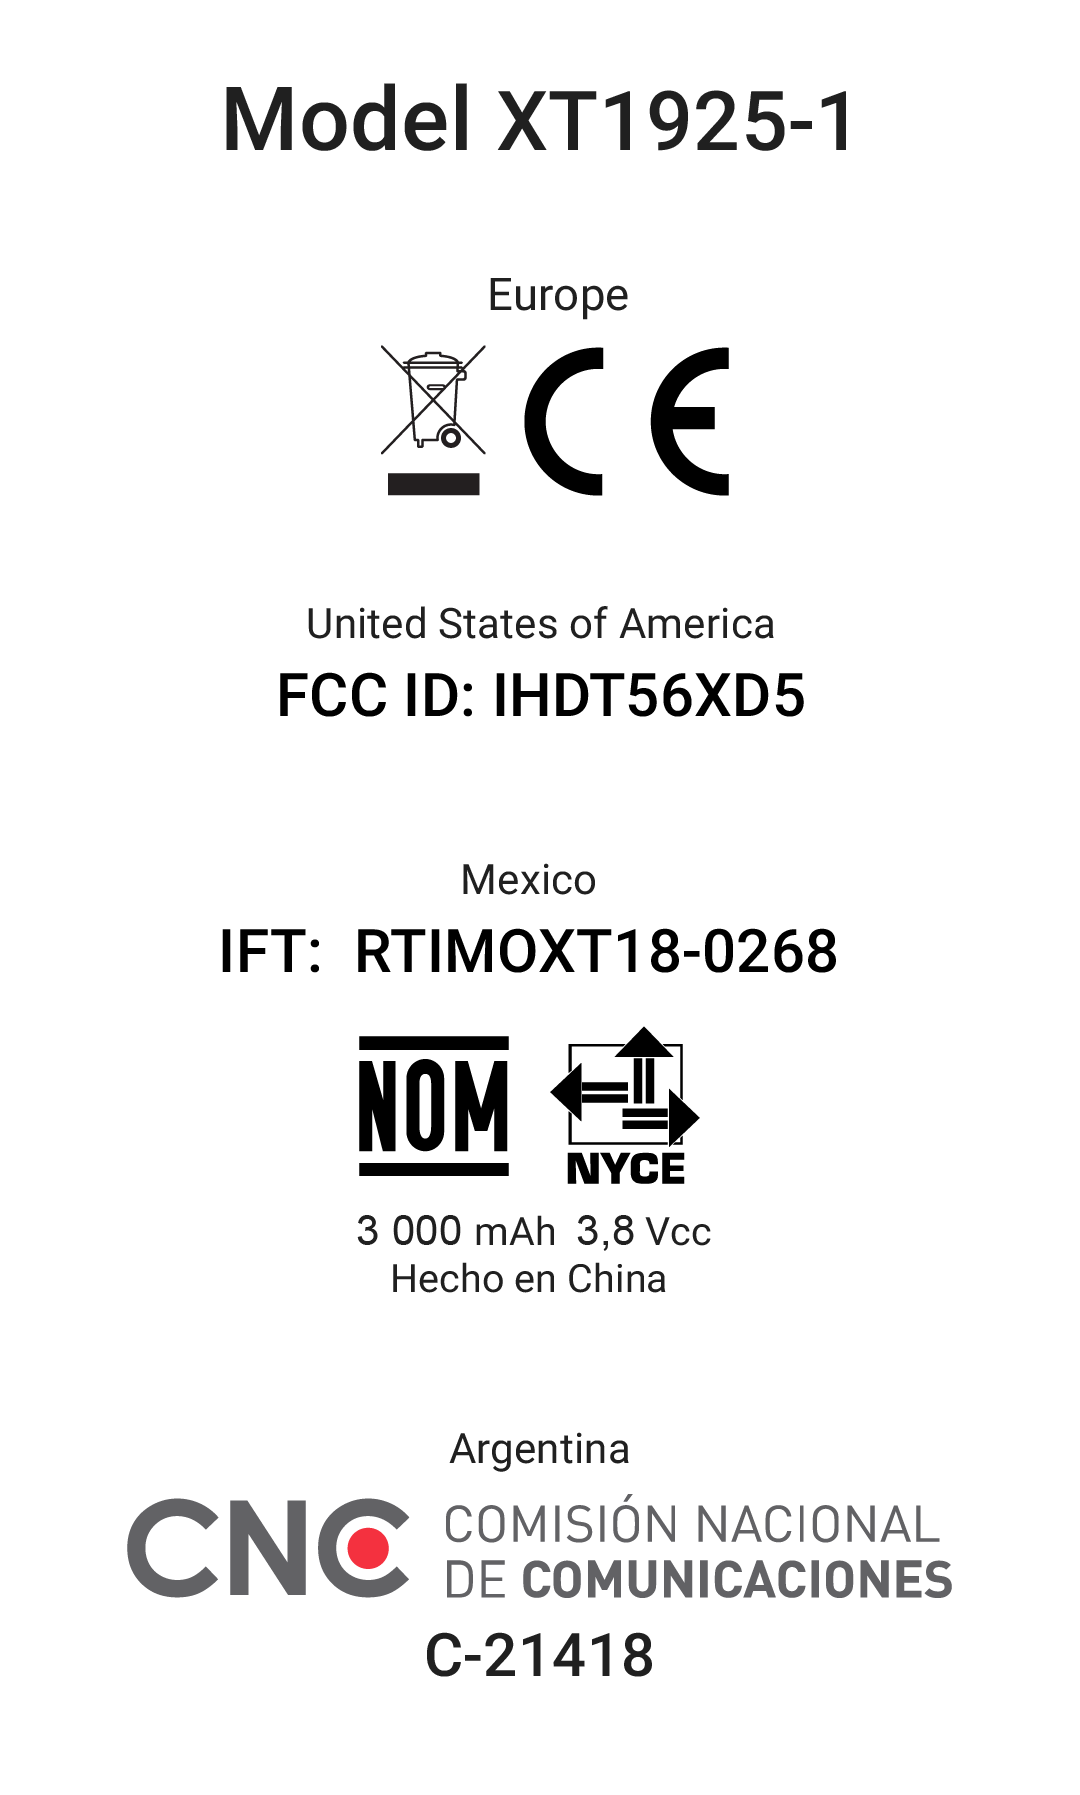 Model XT1925-1
Europe
CE
United States of America
FCC ID: IHDT56XD5
Mexico
IFT: RTIMOXT18-0268
NOM NYCE
3 000 mAh 3,8 Vcc
Hecho en China
Argentina
CNC COMISIÓN NACIONAL
DE COMUNICACIONES
C-21418